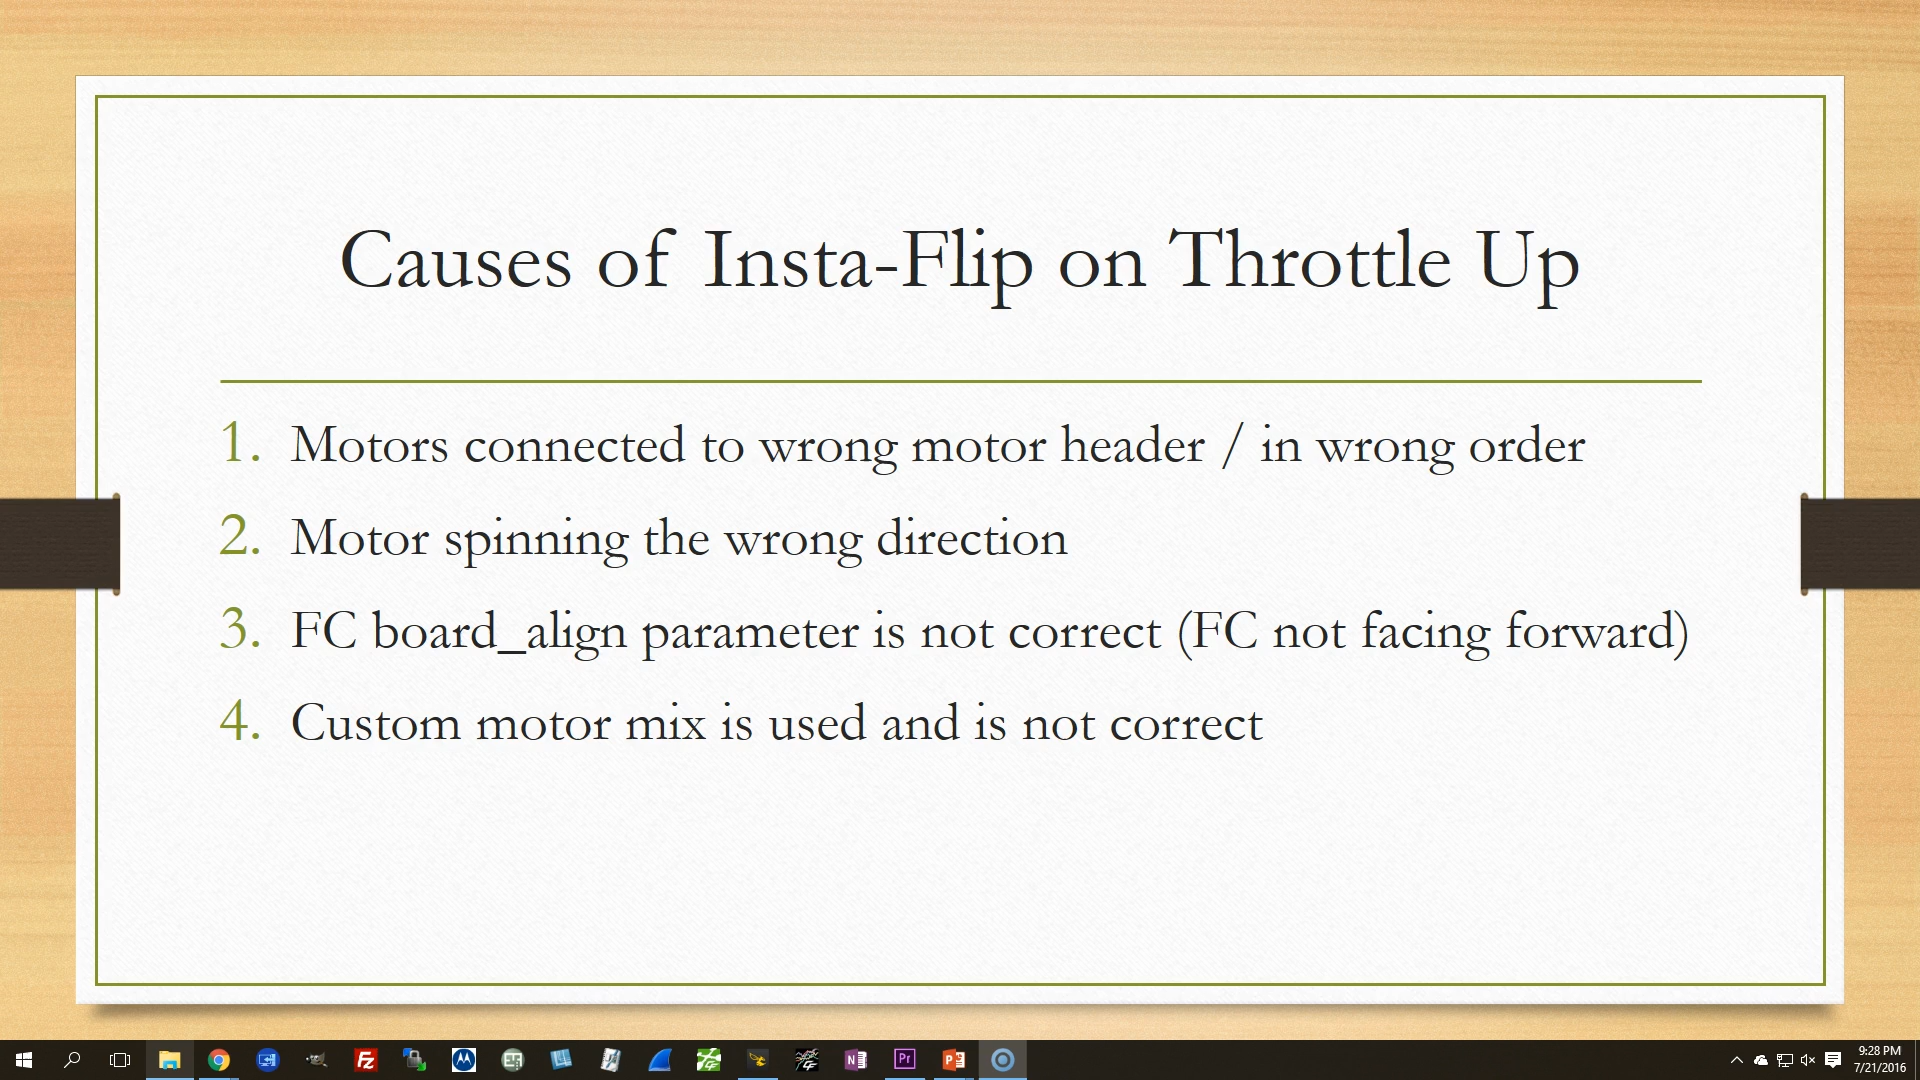 Causes of Insta-Flip on Throttle Up
1. Motors connected to wrong motor header / in wrong order
2. Motor spinning the wrong direction
3. FC board_align parameter is not correct (FC not facing forward)
4. Custom motor mix is used and is not correct
9:28 PM
7/21/2016